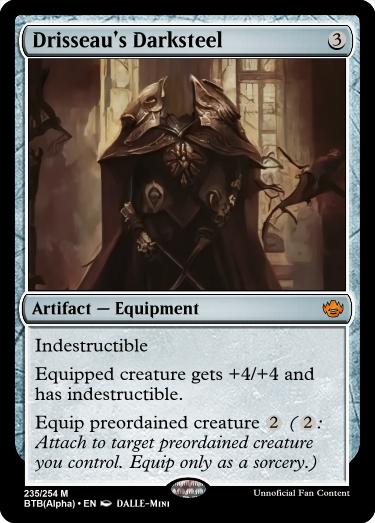 Drisseau's Darksteel 3
Artifact — Equipment
Indestructible
Equipped creature gets +4/+4 and
has indestructible.
Equip preordained creature 2 ( 2 :
Attach to target preordained creature
you control. Equip only as a sorcery.)
235/254 M
BTB(Alpha) • EN DALLE-Mini
Unnoficial Fan Content